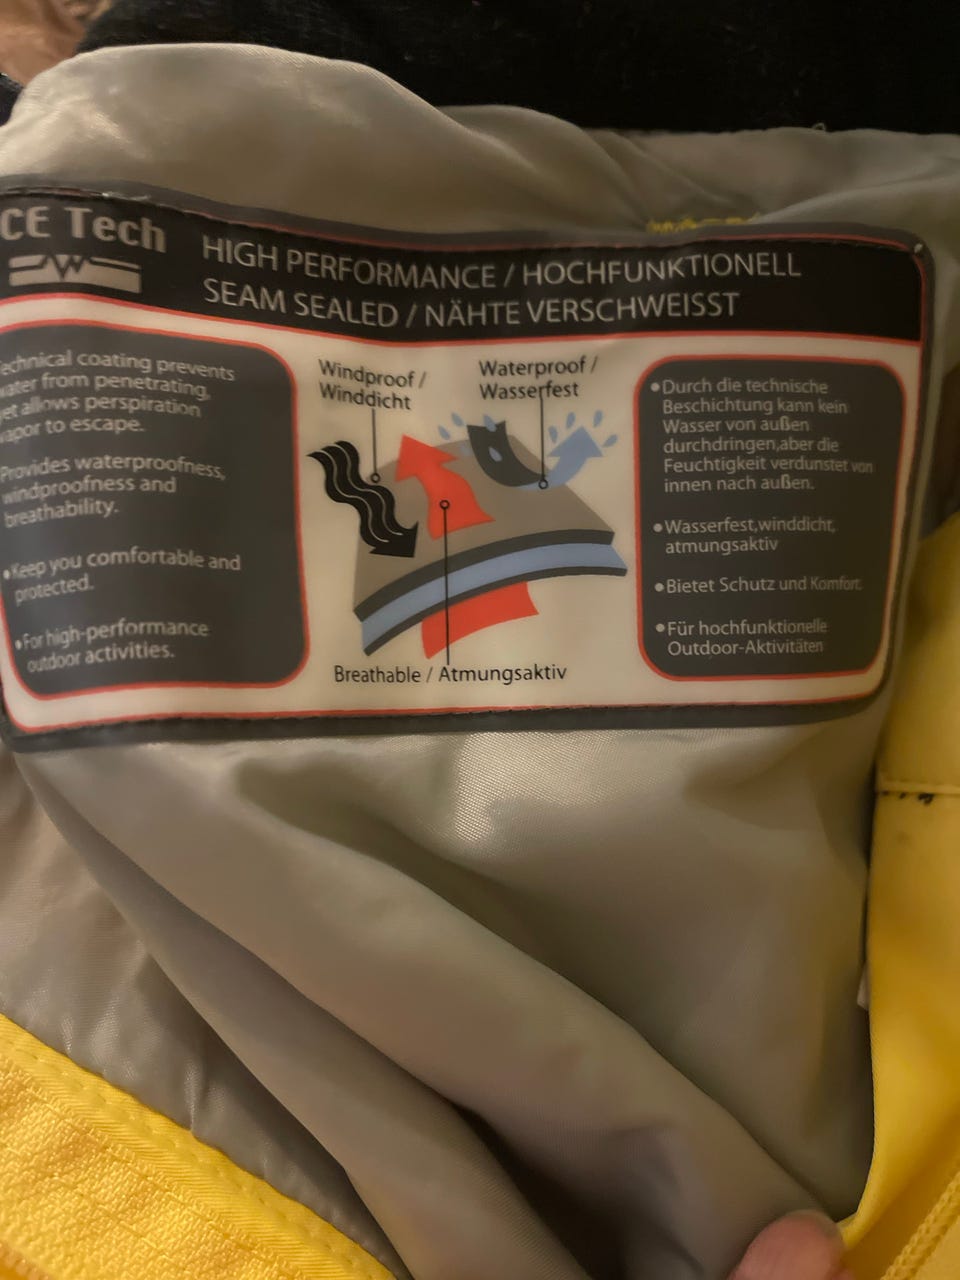 CE Tech
HIGH PERFORMANCE / HOCHFUNKTIONELL
SEAM SEALED / NÄHTE VERSCHWEISST
echnical coating prevents
ater from penetrating,
et allows perspiration
apor to escape.
Provides waterproofness,
windproofness and
breathability.
•Keep you comfortable and
protected.
•For high-performance
outdoor activities.
Windproof /
Winddicht
Waterproof /
Wasserfest
Breathable / Atmungsaktiv
•Durch die technische
Beschichtung kann kein
Wasser von außen
durchdringen,aber die
Feuchtigkeit verdunstet von
innen nach außen.
•Wasserfest,winddicht,
atmungsaktiv
•Bietet Schutz und Komfort.
•Für hochfunktionelle
Outdoor-Aktivitäten